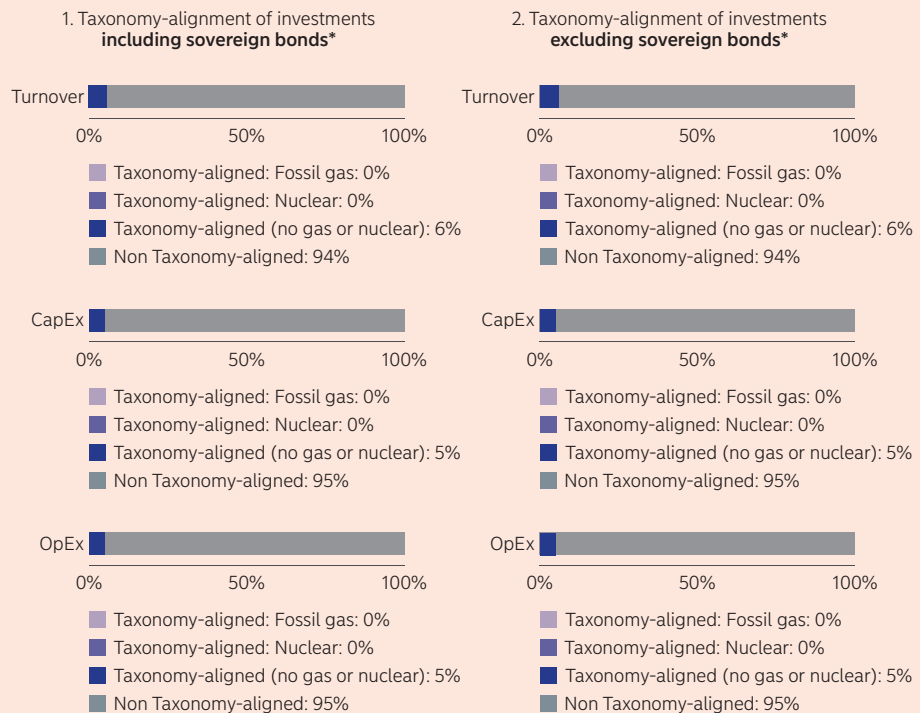 1. Taxonomy-alignment of investments
including sovereign bonds*
Turnover
0% 50% 100%
Taxonomy-aligned: Fossil gas: 0%
Taxonomy-aligned: Nuclear: 0%
Taxonomy-aligned (no gas or nuclear): 6%
Non Taxonomy-aligned: 94%
CapEx
0% 50% 100%
Taxonomy-aligned: Fossil gas: 0%
Taxonomy-aligned: Nuclear: 0%
Taxonomy-aligned (no gas or nuclear): 5%
Non Taxonomy-aligned: 95%
OpEx
0% 50% 100%
Taxonomy-aligned: Fossil gas: 0%
Taxonomy-aligned: Nuclear: 0%
Taxonomy-aligned (no gas or nuclear): 5%
Non Taxonomy-aligned: 95%
2. Taxonomy-alignment of investments
excluding sovereign bonds*
Turnover
0% 50% 100%
Taxonomy-aligned: Fossil gas: 0%
Taxonomy-aligned: Nuclear: 0%
Taxonomy-aligned (no gas or nuclear): 6%
Non Taxonomy-aligned: 94%
CapEx
0% 50% 100%
Taxonomy-aligned: Fossil gas: 0%
Taxonomy-aligned: Nuclear: 0%
Taxonomy-aligned (no gas or nuclear): 5%
Non Taxonomy-aligned: 95%
OpEx
0% 50% 100%
Taxonomy-aligned: Fossil gas: 0%
Taxonomy-aligned: Nuclear: 0%
Taxonomy-aligned (no gas or nuclear): 5%
Non Taxonomy-aligned: 95%